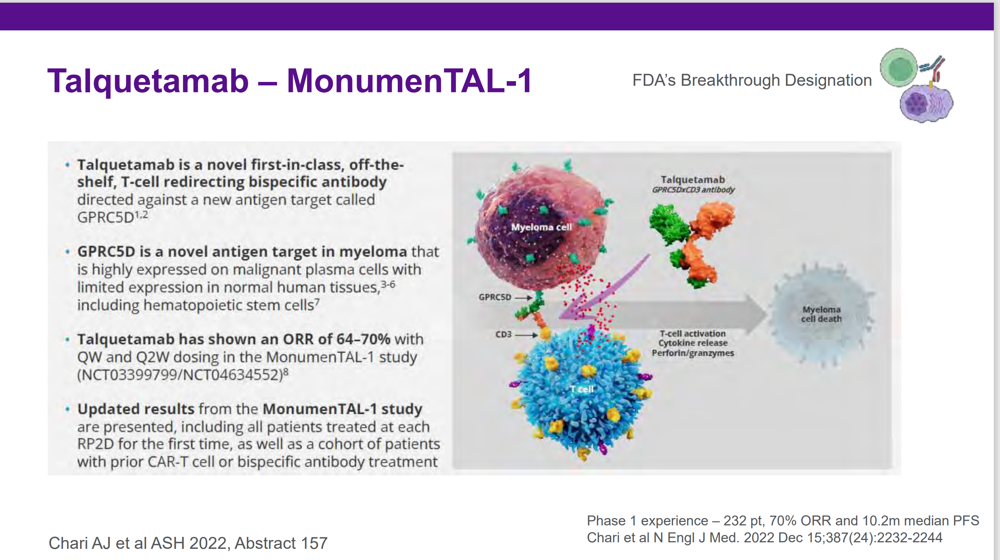 Talquetamab – MonumenTAL-1
FDA’s Breakthrough Designation
• Talquetamab is a novel first-in-class, off-the-
shelf, T-cell redirecting bispecific antibody
directed against a new antigen target called
GPRC5D1,2
• GPRC5D is a novel antigen target in myeloma that
is highly expressed on malignant plasma cells with
limited expression in normal human tissues,3-6
including hematopoietic stem cells7
• Talquetamab has shown an ORR of 64–70% with
QW and Q2W dosing in the MonumenTAL-1 study
(NCT03399799/NCT04634552)8
• Updated results from the MonumenTAL-1 study
are presented, including all patients treated at each
RP2D for the first time, as well as a cohort of patients
with prior CAR-T cell or bispecific antibody treatment
Talquetamab
GPRC5DxCD3 antibody
Myeloma cell
GPRC5D
CD3
T cell
T-cell activation
Cytokine release
Perforin/granzymes
Myeloma
cell death
Phase 1 experience – 232 pt, 70% ORR and 10.2m median PFS
Chari et al N Engl J Med. 2022 Dec 15;387(24):2232-2244
Chari AJ et al ASH 2022, Abstract 157